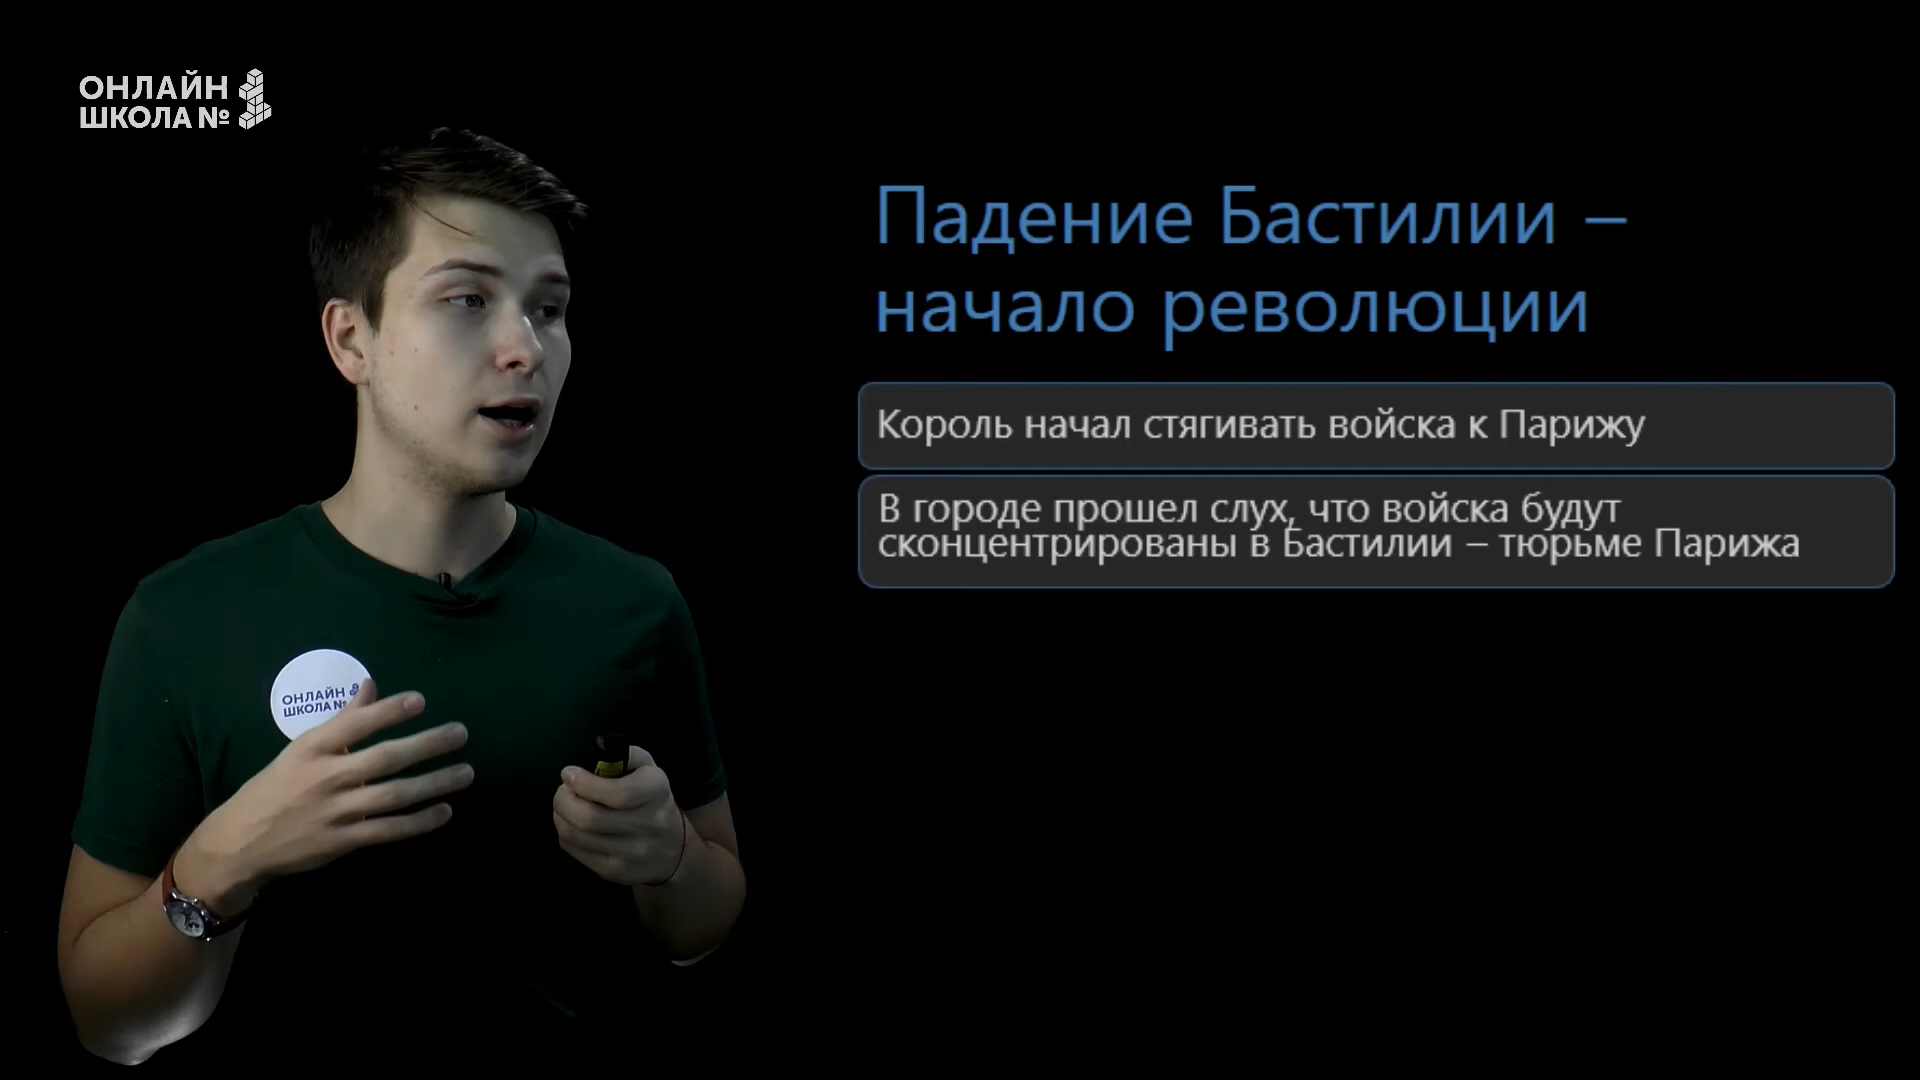 ОНЛАЙН
ШКОЛА №
Падение Бастилии –
начало революции
Король начал стягивать войска к Парижу
В городе прошел слух, что войска будут
сконцентрированы в Бастилии – тюрьме Парижа
ОНЛАЙН
ШКОЛА №